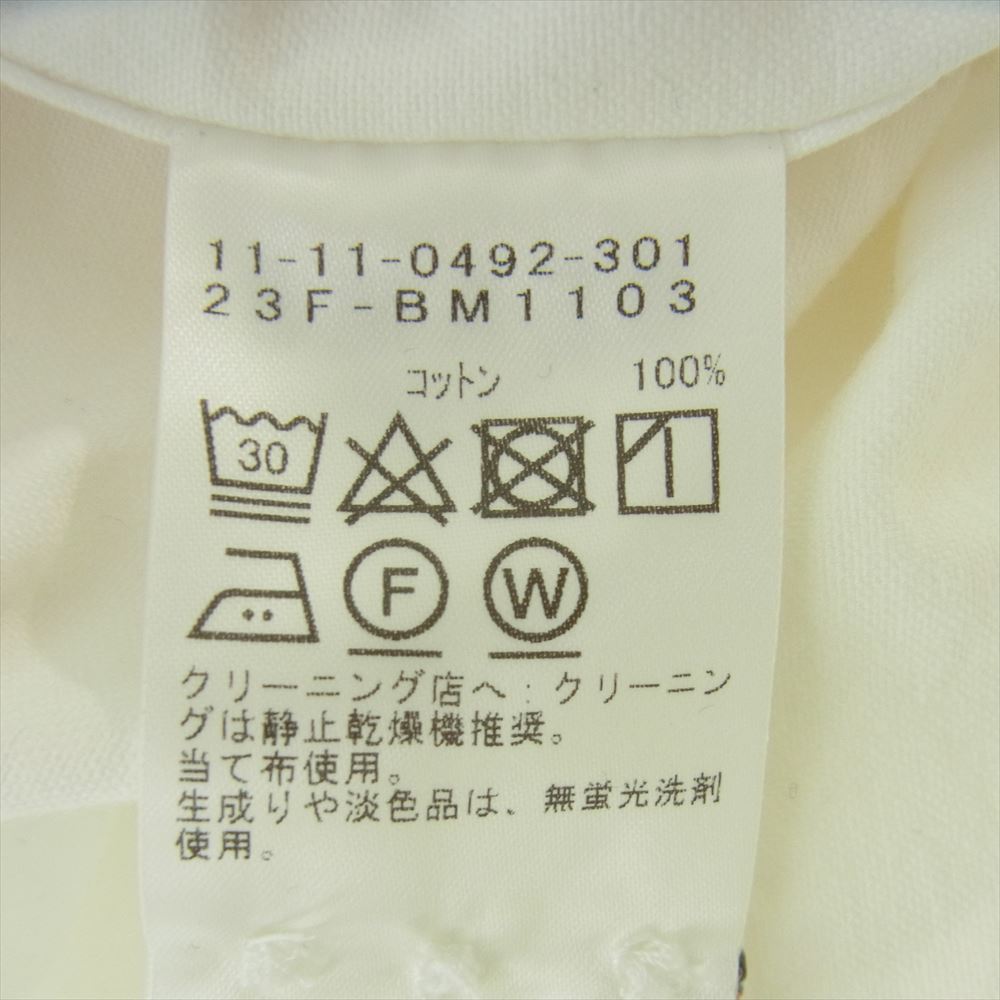 11-11-0492-301
23F-BM1103
コットン 100%
30
F W
クリーニング店へ：クリーニン
グは静止乾燥機推奨。
当て布使用。
生成りや淡色品は、無蛍光洗剤
使用。